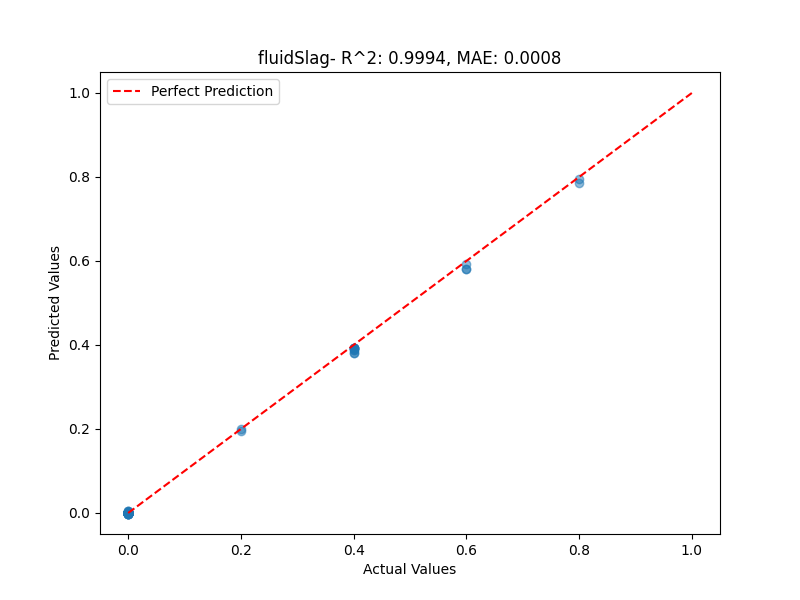 fluidSlag- R^2: 0.9994, MAE: 0.0008
Perfect Prediction
1.0
0.8
0.6
0.4
0.2
0.0
Predicted Values
0.0 0.2 0.4 0.6 0.8 1.0
Actual Values